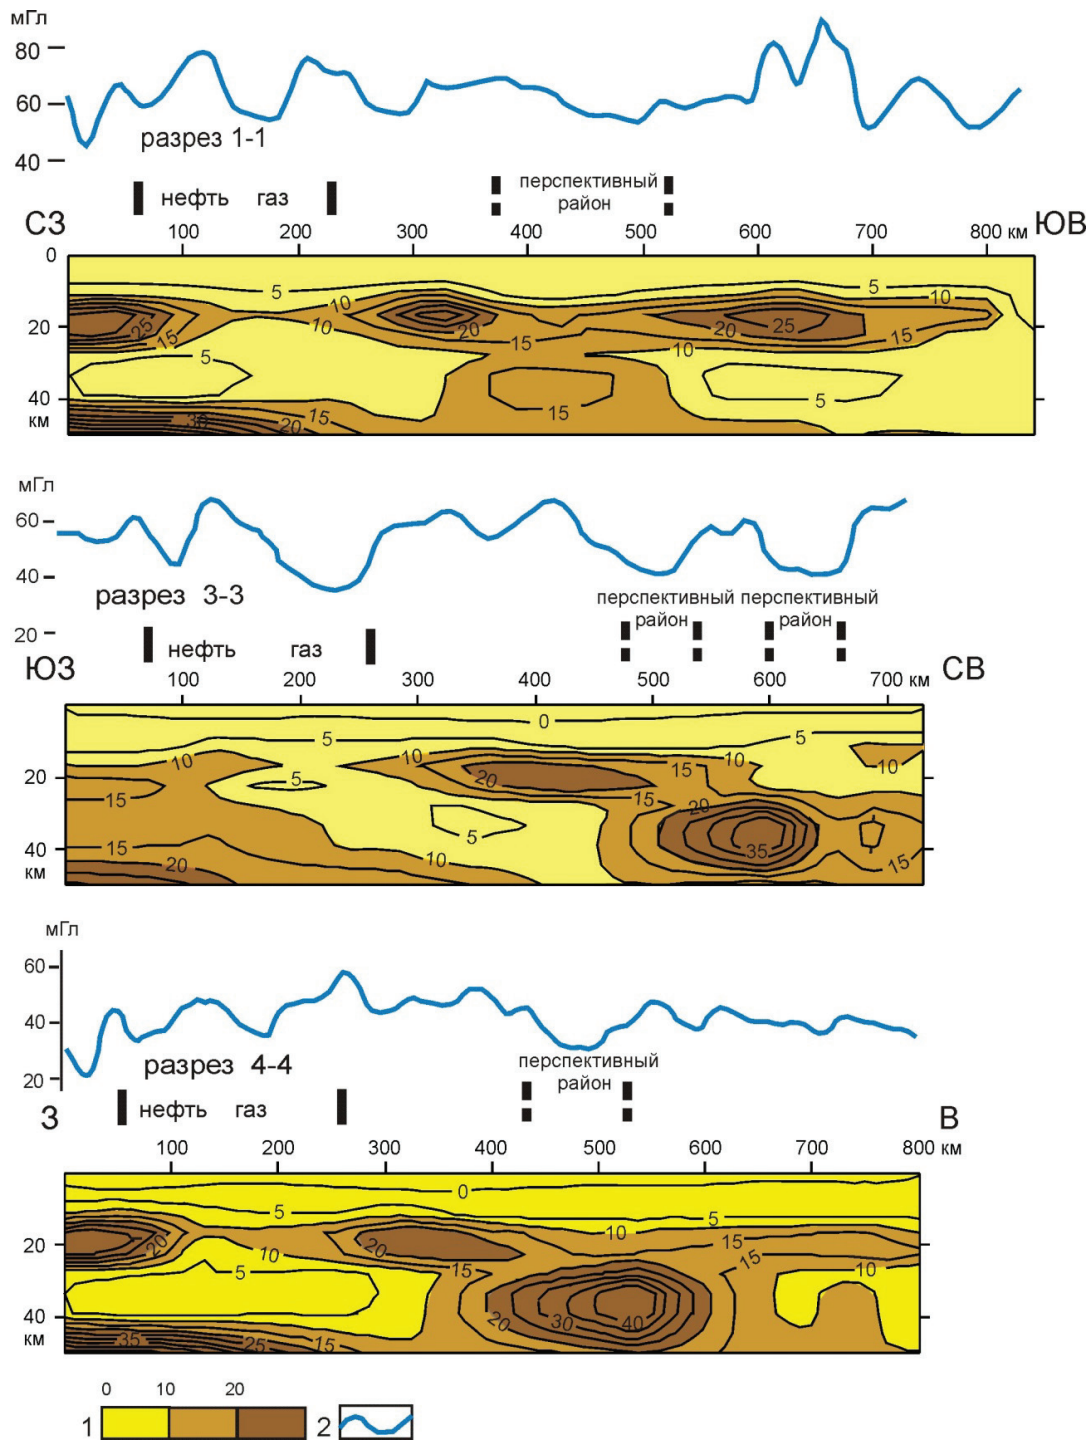 мГл
80
60
40
разрез 1-1
нефть газ
перспективный
район
СЗ
ЮВ
100 200 300 400 500 600 700 800 км
0
20
40
км
5 10 5 10
25 15 10 20 15 20 25
5 10 5
30 20 15 15
мГл
60
40
20
разрез 3-3
нефть газ
перспективный
район
перспективный
район
ЮЗ
СВ
100 200 300 400 500 600 700 км
20
40
км
0
5 5
10 10 15 10
15 5 20 20
5
15 20 10 35 15
мГл
60
40
20
разрез 4-4
нефть газ
перспективный
район
З
В
100 200 300 400 500 600 700 800 км
20
40
км
0
5 5
20 10 20 10 15
5 15 15 10
35 25 15 20 30 40
0 10 20
1 2